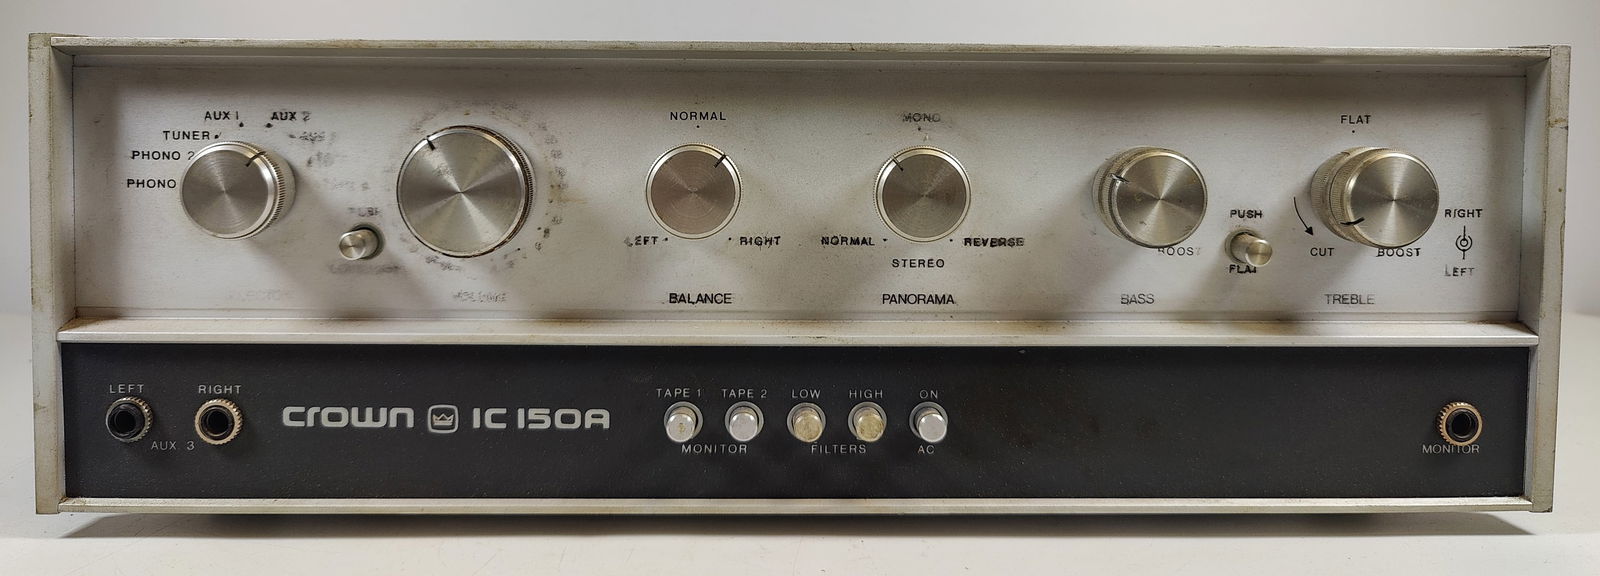 AUX 1 AUX 2
TUNER
PHONO 2
PHONO
NORMAL
LEFT RIGHT
BALANCE
MONO
NORMAL REVERSE
STEREO
PANORAMA
BOOST
BASS
PUSH
FLAT
FLAT
CUT BOOST
TREBLE
RIGHT
LEFT
LEFT RIGHT
AUX 3
crown IC 150A
TAPE 1 TAPE 2 LOW HIGH ON
MONITOR FILTERS AC
MONITOR